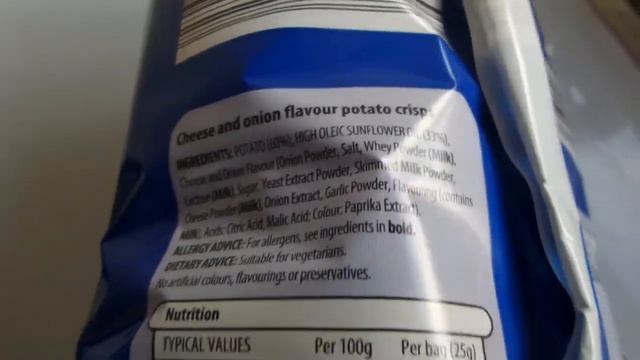 Cheese and onion flavour potato crisp
INGREDIENTS: POTATO (60%), HIGH OLEIC SUNFLOWER (33%),
Cheese and Onion Flavour [Onion Powder, Salt, Whey Powder (Milk),
Lactose (Milk), Sugar, Yeast Extract Powder, Skimmed Milk Powder,
Cheese Powder (Milk), Onion Extract, Garlic Powder, Flavouring (contains
Milk), Acids: Citric Acid, Malic Acid; Colour: Paprika Extract].
ALLERGY ADVICE: For allergens, see ingredients in bold.
DIETARY ADVICE: Suitable for vegetarians.
No artificial colours, flavourings or preservatives.
Nutrition
TYPICAL VALUES Per 100g Per bag (25g)